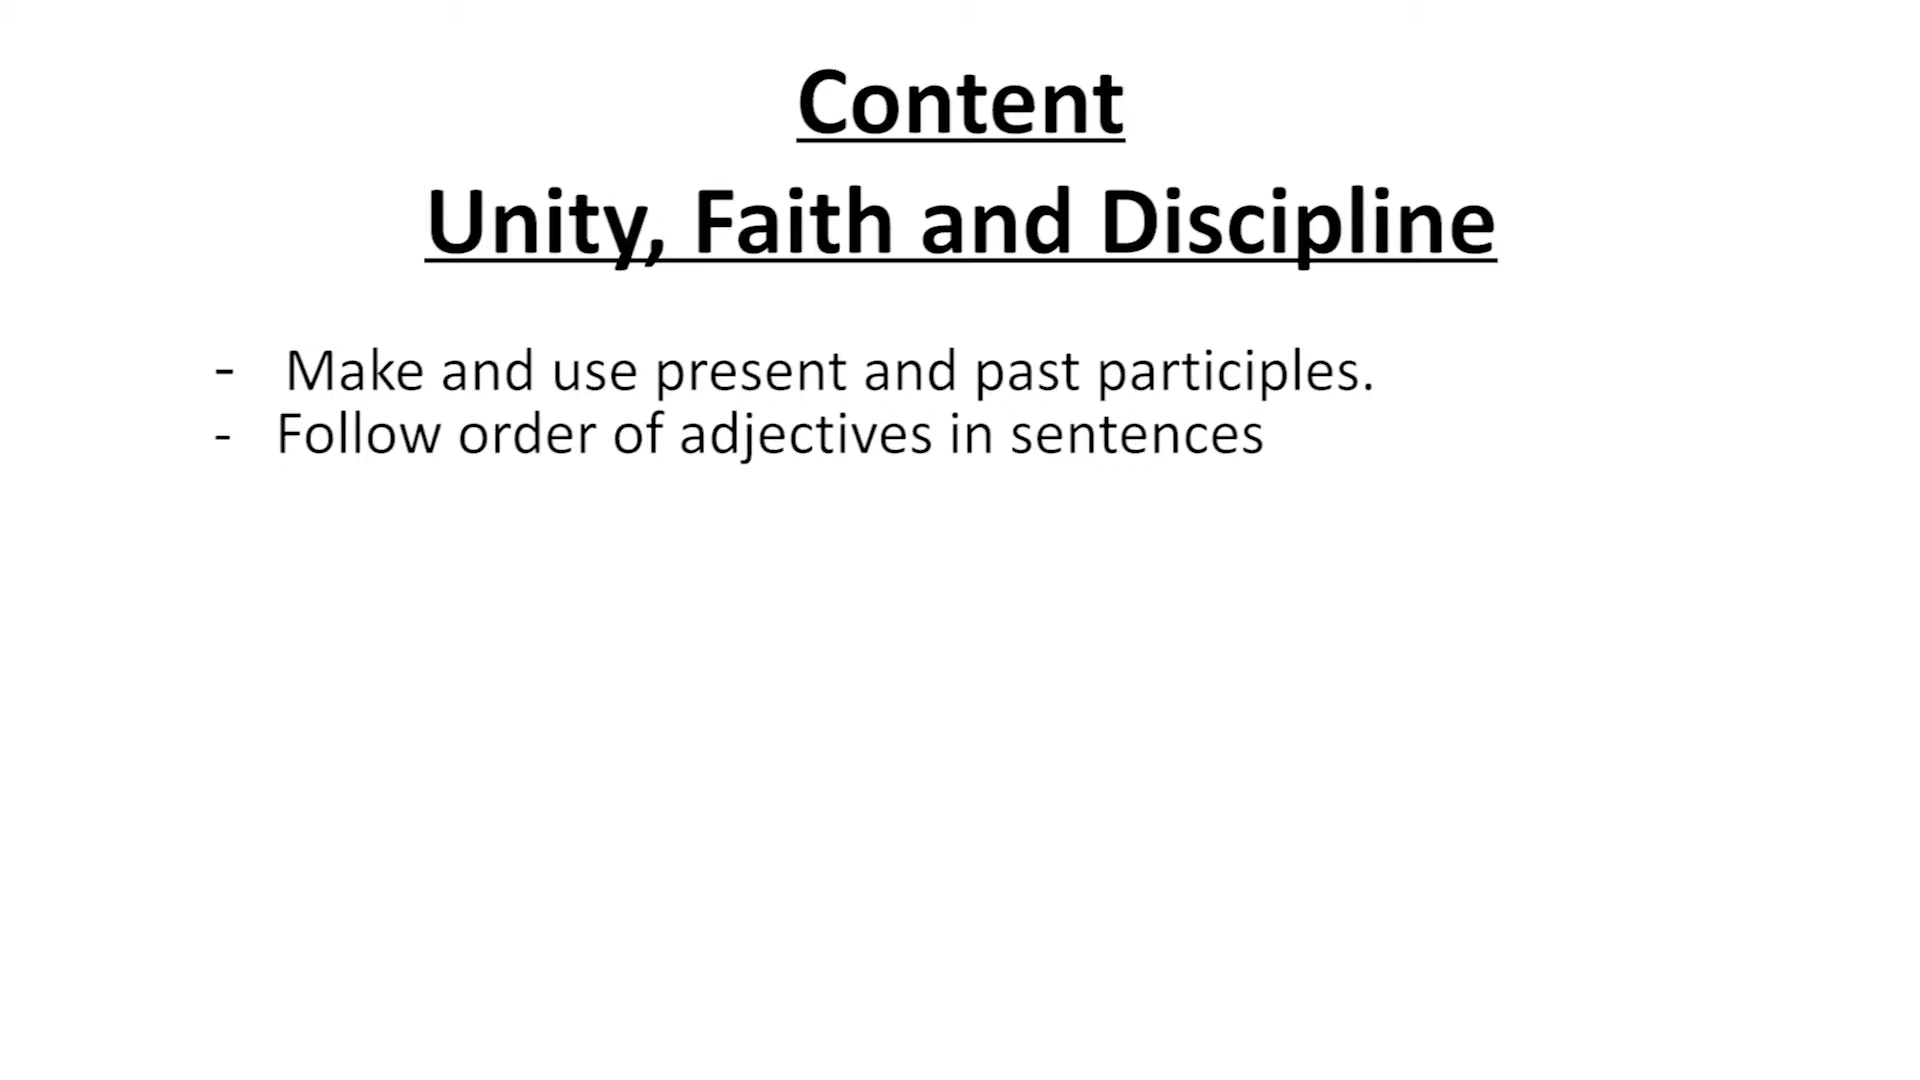 Content
Unity, Faith and Discipline
- Make and use present and past participles.
- Follow order of adjectives in sentences